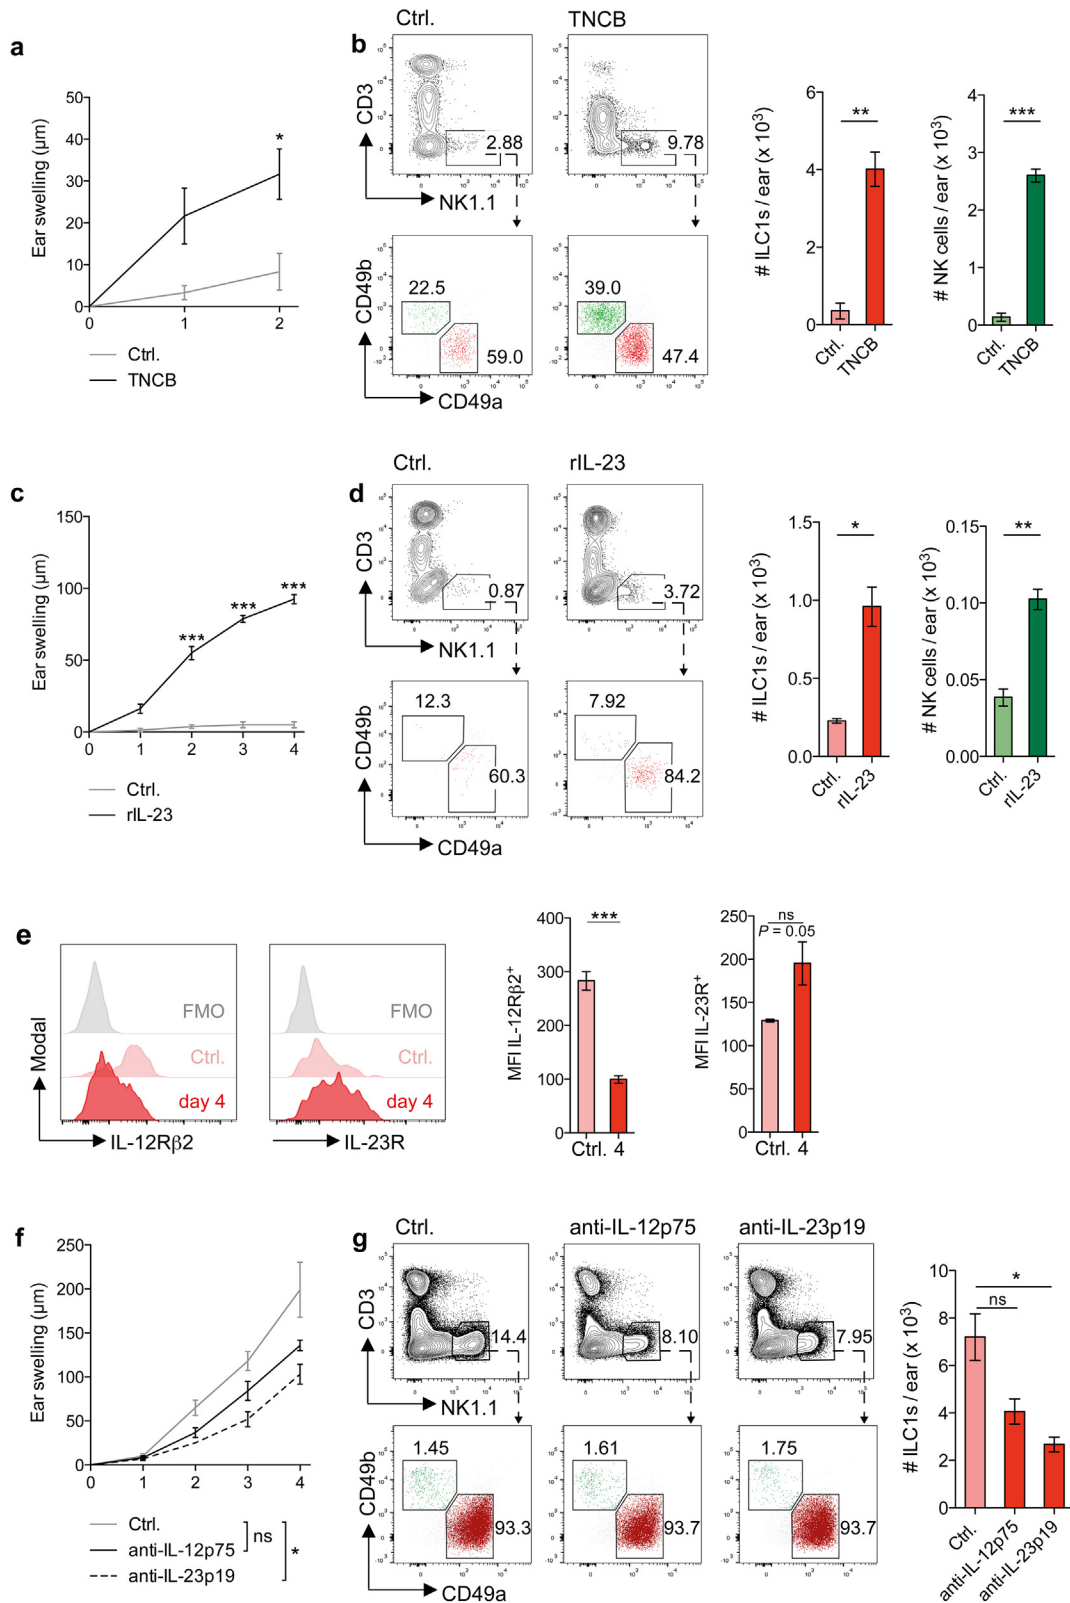 a
Ear swelling (µm)
50
40
30
20
10
0
0
1
2
*
Ctrl.
TNCB
b
Ctrl.
TNCB
CD3
NK1.1
2.88
9.78
CD49b
CD49a
22.5
59.0
39.0
47.4
# ILC1s / ear (x 10³)
6
4
2
0
**
Ctrl.
TNCB
# NK cells / ear (x 10³)
4
3
2
1
0
***
Ctrl.
TNCB
c
Ear swelling (µm)
150
100
50
0
0
1
2
3
4
***
***
***
Ctrl.
rIL-23
d
Ctrl.
rIL-23
CD3
NK1.1
0.87
3.72
CD49b
CD49a
12.3
60.3
7.92
84.2
# ILC1s / ear (x 10³)
1.5
1.0
0.5
0.0
*
Ctrl.
rIL-23
# NK cells / ear (x 10³)
0.15
0.10
0.05
0.00
**
Ctrl.
rIL-23
e
Modal
FMO
Ctrl.
day 4
IL-12Rβ2
FMO
Ctrl.
day 4
IL-23R
MFI IL-12Rβ2⁺
400
300
200
100
0
***
Ctrl. 4
MFI IL-23R⁺
250
200
150
100
50
0
ns
P = 0.05
Ctrl. 4
f
Ear swelling (µm)
250
200
150
100
50
0
0
1
2
3
4
Ctrl.
anti-IL-12p75
anti-IL-23p19
ns
*
g
Ctrl.
anti-IL-12p75
anti-IL-23p19
CD3
NK1.1
14.4
8.10
7.95
CD49b
CD49a
1.45
93.3
1.61
93.7
1.75
93.7
# ILC1s / ear (x 10³)
10
8
6
4
2
0
*
ns
Ctrl.
anti-IL-12p75
anti-IL-23p19